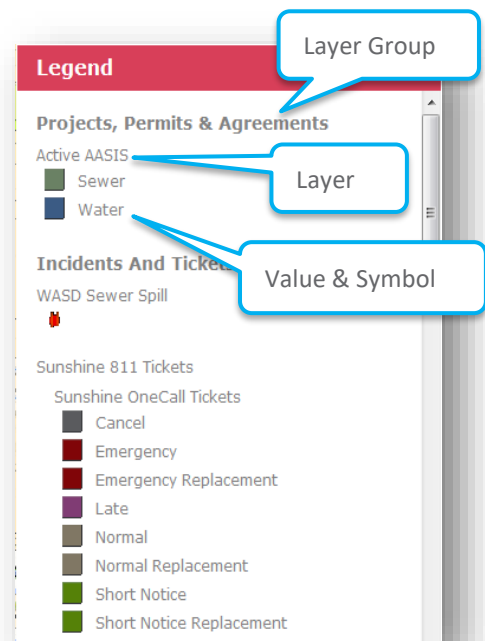 Layer Group
Legend
Projects, Permits & Agreements
Active AASIS
Layer
Sewer
Water
Incidents And Tickets
Value & Symbol
WASD Sewer Spill
Sunshine 811 Tickets
Sunshine OneCall Tickets
Cancel
Emergency
Emergency Replacement
Late
Normal
Normal Replacement
Short Notice
Short Notice Replacement